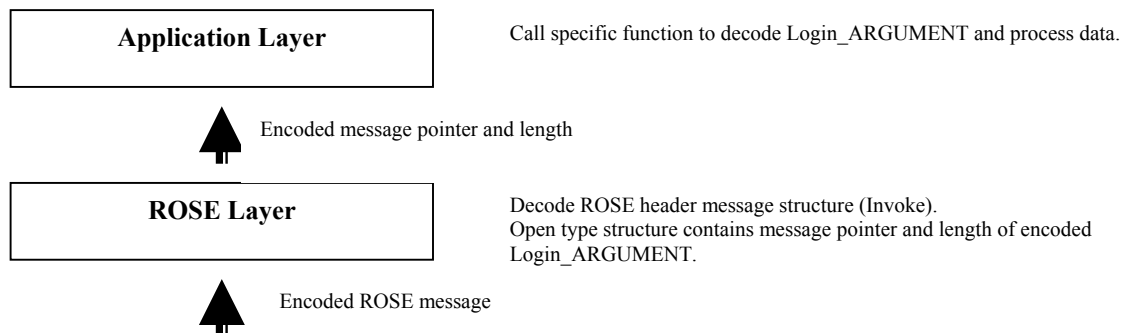 Application Layer
Call specific function to decode Login_ARGUMENT and process data.
Encoded message pointer and length
ROSE Layer
Decode ROSE header message structure (Invoke).
Open type structure contains message pointer and length of encoded
Login_ARGUMENT.
Encoded ROSE message